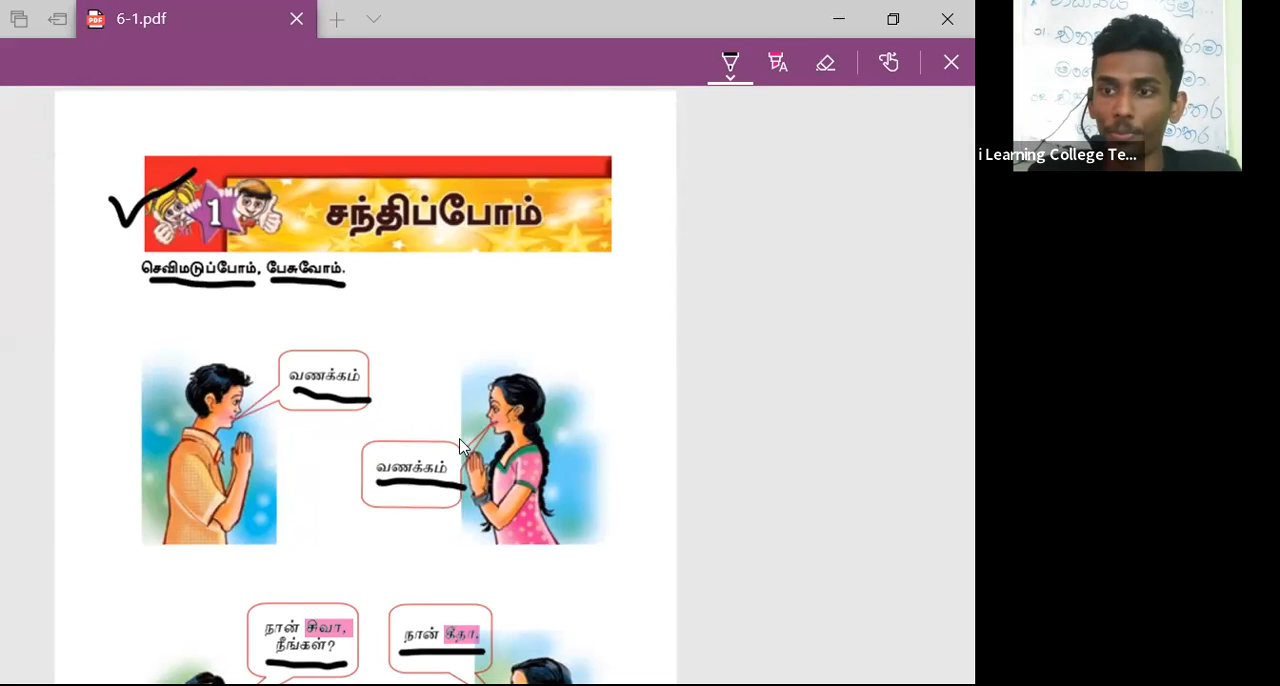 6-1.pdf
1 சந்திப்போம்
செவிமடுப்போம், பேசுவோம்.
வணக்கம்
வணக்கம்
நான் சிவா,
நீங்கள்?
நான் கீதா,
i Learning College Te...